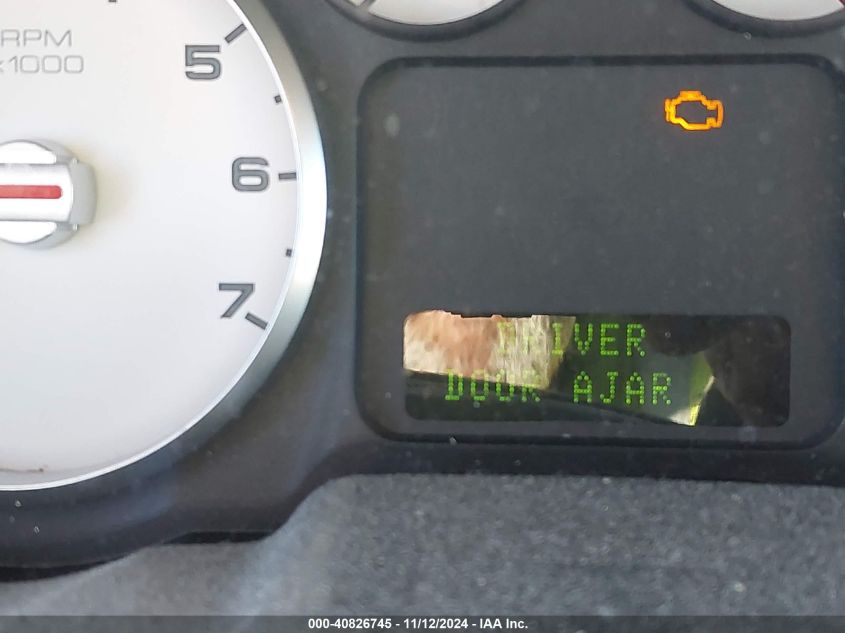 RPM
x1000
5
6
7
DRIVER
DOOR AJAR
000-40826745 - 11/12/2024 - IAA Inc.